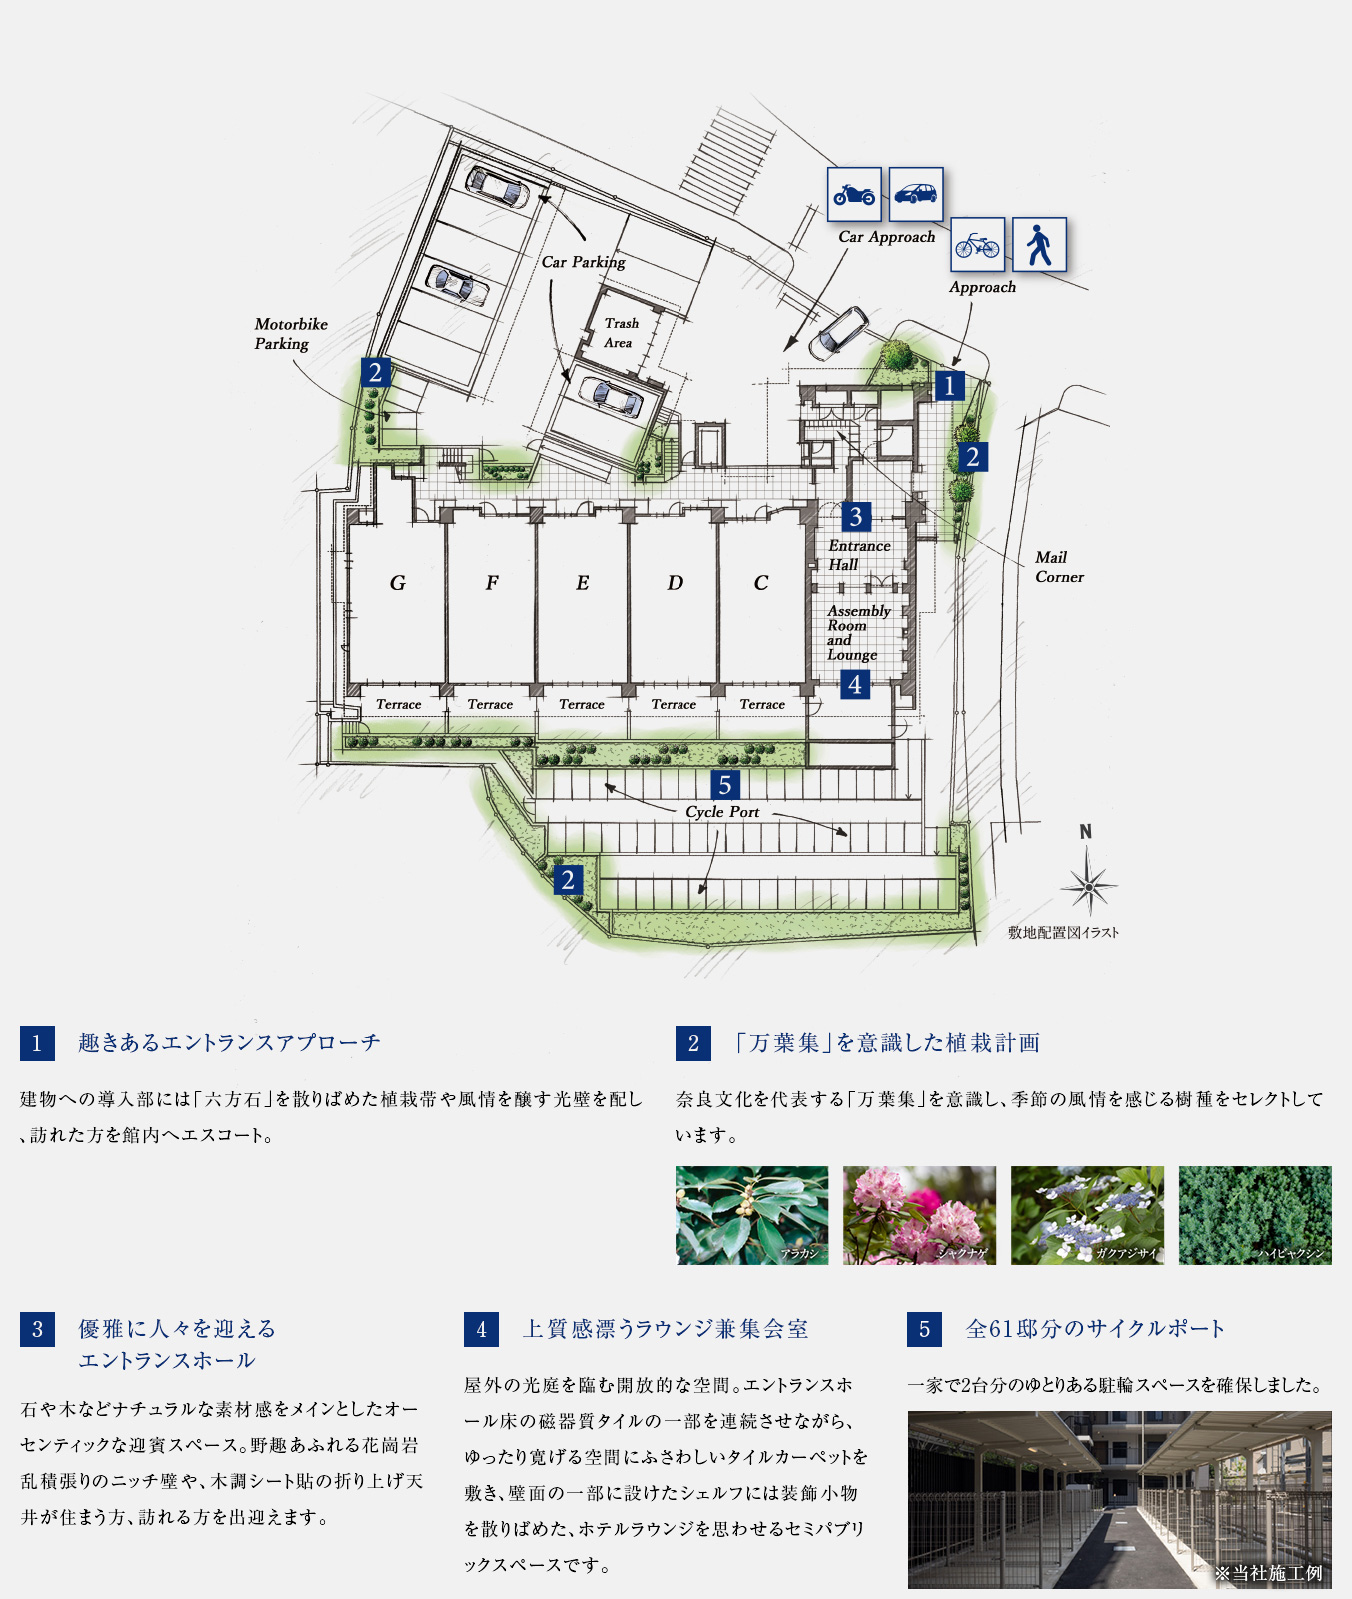 Car Approach
Approach
Car Parking
Motorbike
Parking
Trash
Area
2
1
2
3
Entrance
Hall
Mail
Corner
G
F
E
D
C
Assembly
Room
and
Lounge
4
Terrace
Terrace
Terrace
Terrace
Terrace
5
Cycle Port
2
N
敷地配置図イラスト
1 趣きあるエントランスアプローチ
建物への導入部には「六方石」を散りばめた植栽帯や風情を醸す光壁を配し
、訪れた方を館内へエスコート。
2 「万葉集」を意識した植栽計画
奈良文化を代表する「万葉集」を意識し、季節の風情を感じる樹種をセレクトして
います。
アラカシ
シャクナゲ
ガクアジサイ
ハイビャクシン
3 優雅に人々を迎える
エントランスホール
石や木などナチュラルな素材感をメインとしたオー
センティックな迎賓スペース。野趣あふれる花崗岩
乱積張りのニッチ壁や、木調シート貼の折り上げ天
井が住まう方、訪れる方を出迎えます。
4 上質感漂うラウンジ兼集会室
屋外の光庭を臨む開放的な空間。エントランスホ
ール床の磁器質タイルの一部を連続させながら、
ゆったり寛げる空間にふさわしいタイルカーペットを
敷き、壁面の一部に設けたシェルフには装飾小物
を散りばめた、ホテルラウンジを思わせるセミパブリ
ックスペースです。
5 全61邸分のサイクルポート
一家で2台分のゆとりある駐輪スペースを確保しました。
※当社施工例